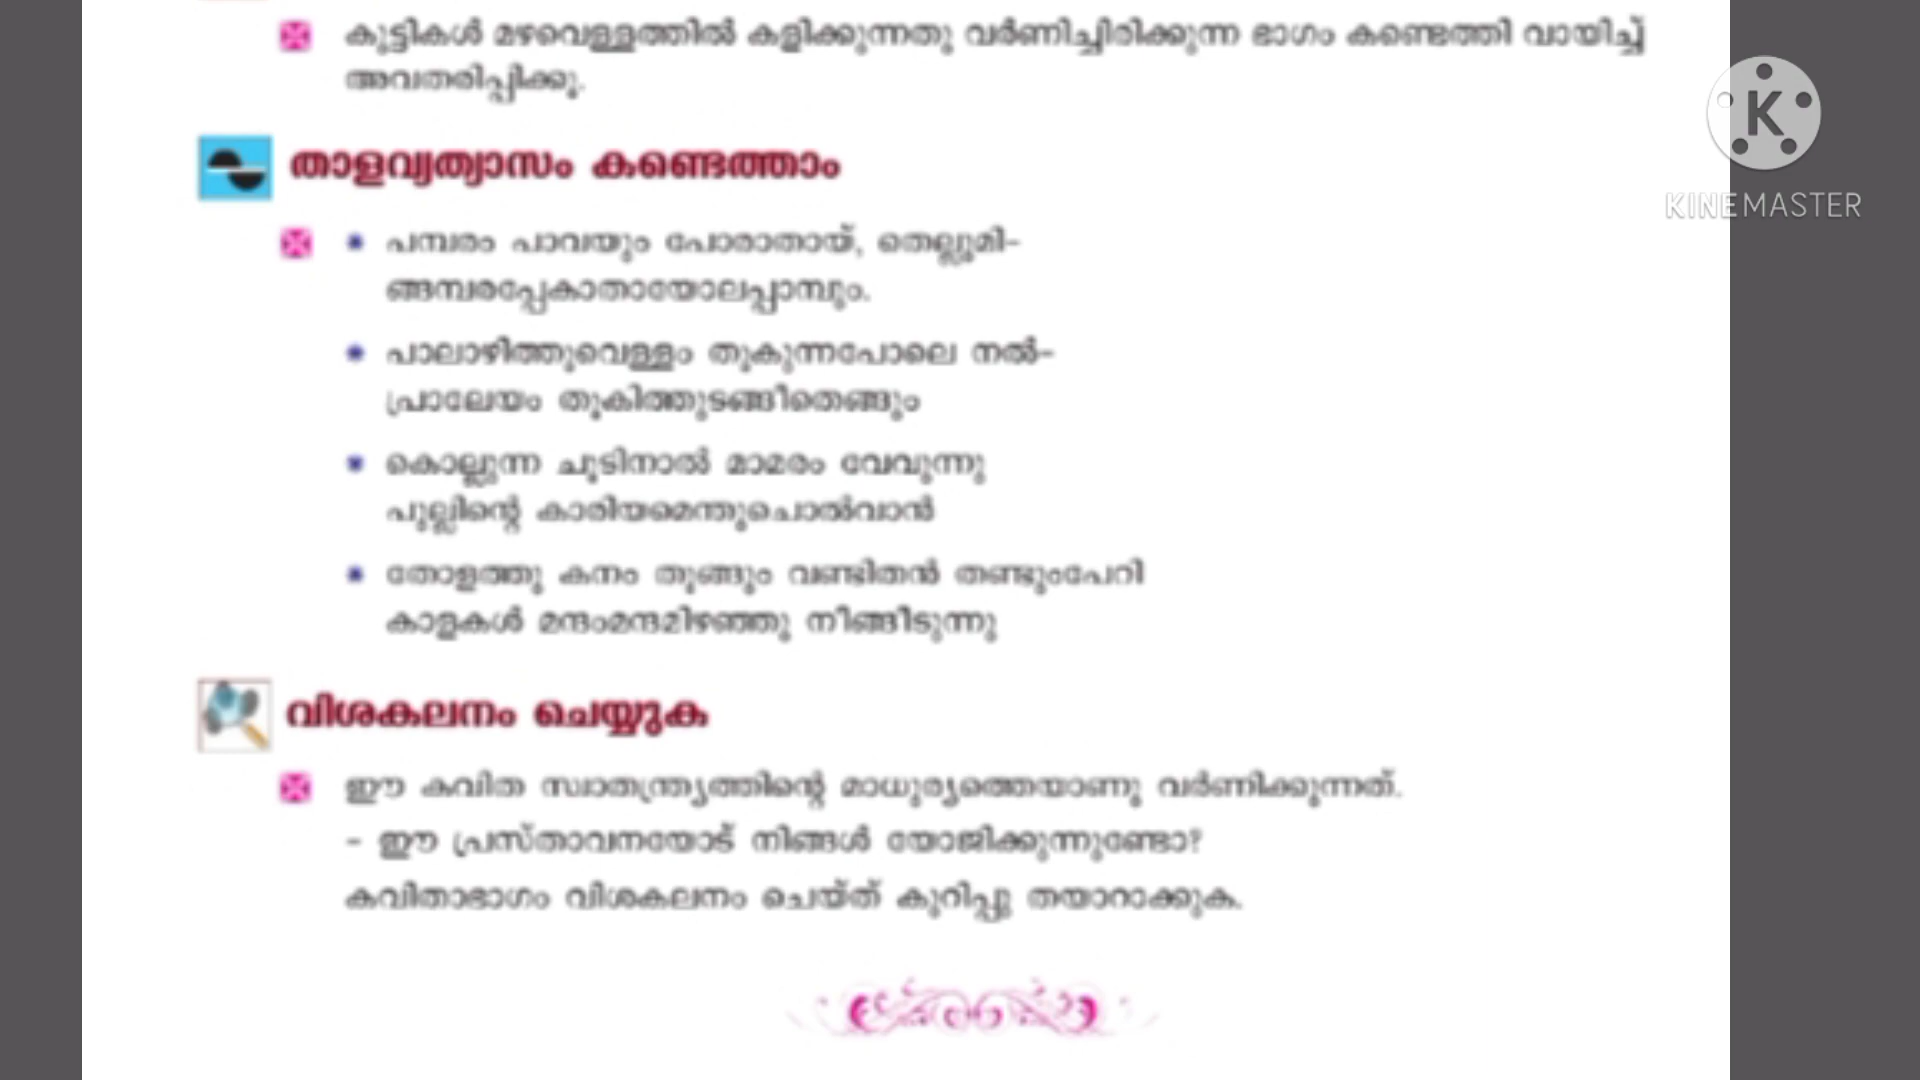 കുട്ടികൾ മഴവെള്ളത്തിൽ കളിക്കുന്നതു വർണിച്ചിരിക്കുന്ന ഭാഗം കണ്ടെത്തി വായിച്ച്
അവതരിപ്പിക്കൂ.
K
KINEMASTER
താളവ്യത്യാസം കണ്ടെത്താം
പമ്പരം പാവയും പോരാതായ്, തെല്ലുമി-
ങ്ങമ്പരപ്പേകാതായോലപ്പാമ്പും.
പാലാഴിത്തൂവെള്ളം തൂകുന്നപോലെ നൽ-
പ്രാലേയം തൂകിത്തുടങ്ങീതെങ്ങും
കൊല്ലുന്ന ചൂടിനാൽ മാമരം വേവുന്നു
പുല്ലിന്റെ കാരിയമെന്തുചൊൽവാൻ
തോളത്തു കനം തൂങ്ങും വണ്ടിതൻ തണ്ടുംപേറി
കാളകൾ മന്ദംമന്ദമിഴഞ്ഞു നീങ്ങീടുന്നു
വിശകലനം ചെയ്യുക
ഈ കവിത സ്വാതന്ത്ര്യത്തിന്റെ മാധുര്യത്തെയാണു വർണിക്കുന്നത്.
- ഈ പ്രസ്താവനയോട് നിങ്ങൾ യോജിക്കുന്നുണ്ടോ?
കവിതാഭാഗം വിശകലനം ചെയ്ത് കുറിപ്പു തയാറാക്കുക.